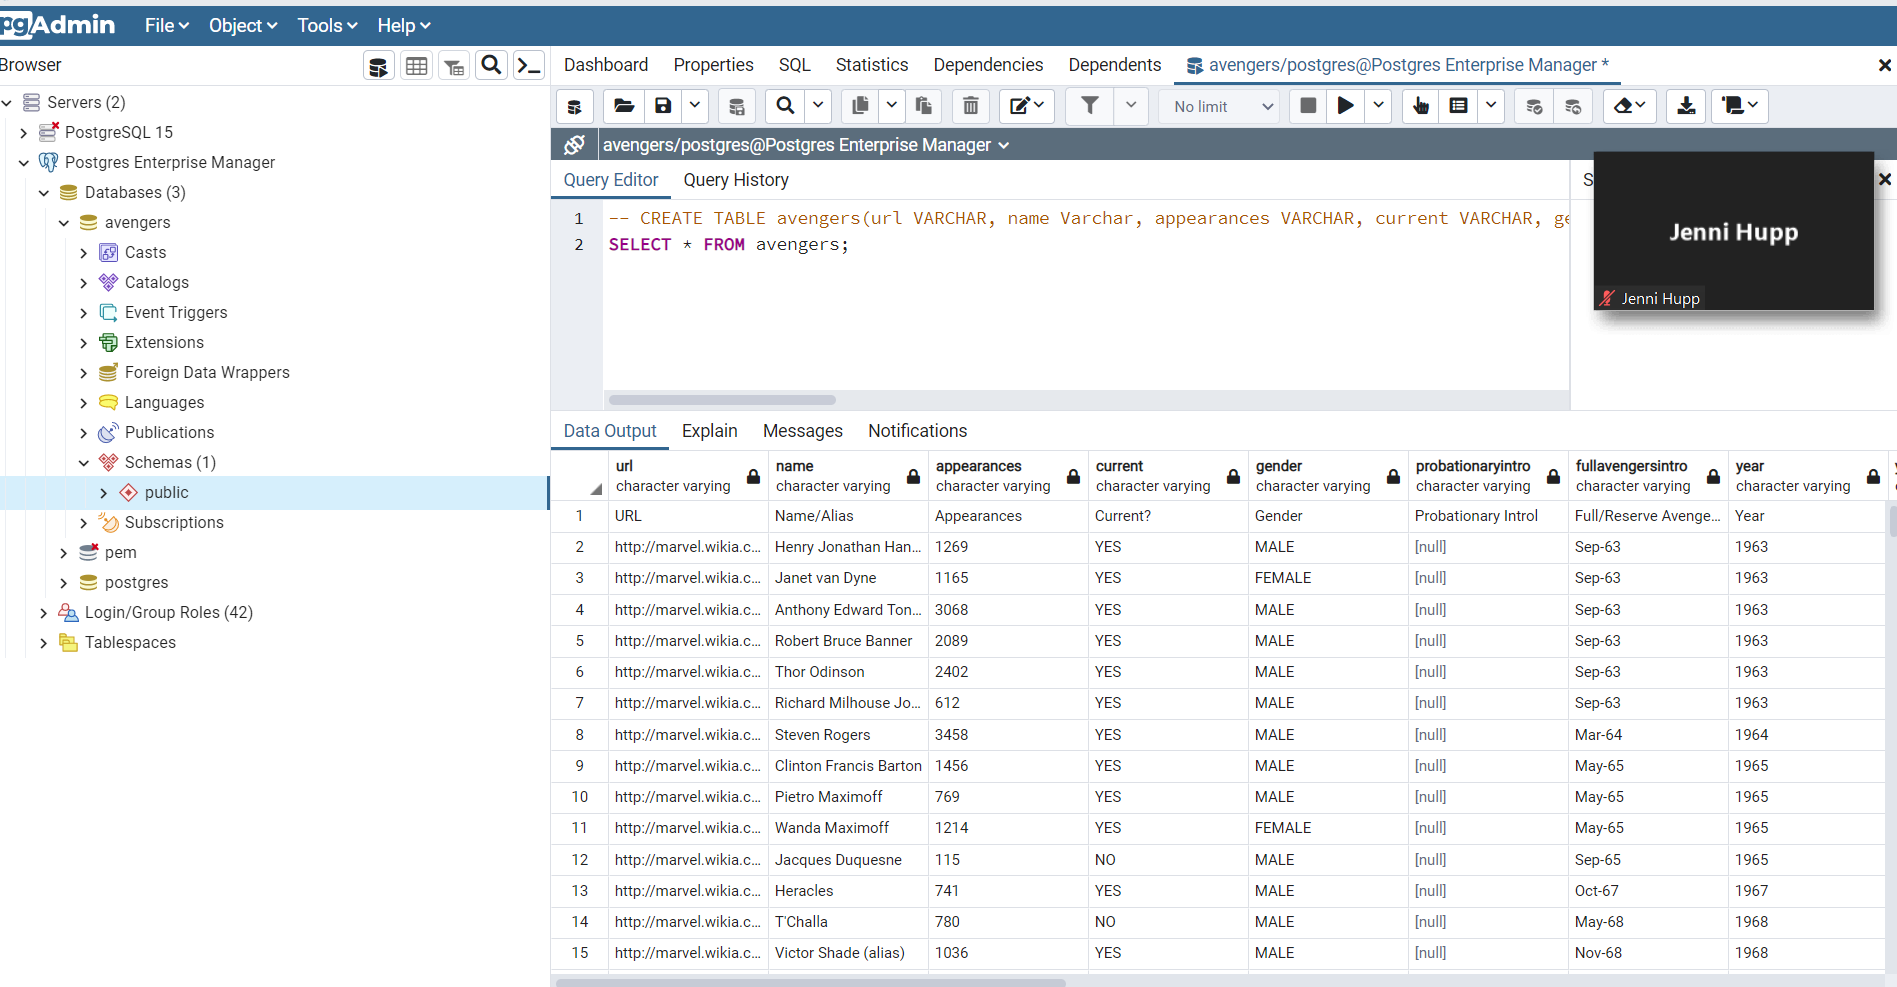 pgAdmin File Object Tools Help
Browser
Dashboard Properties SQL Statistics Dependencies Dependents avengers/postgres@Postgres Enterprise Manager *
No limit
avengers/postgres@Postgres Enterprise Manager
Servers (2)
PostgreSQL 15
Postgres Enterprise Manager
Databases (3)
avengers
Casts
Catalogs
Event Triggers
Extensions
Foreign Data Wrappers
Languages
Publications
Schemas (1)
public
Subscriptions
pem
postgres
Login/Group Roles (42)
Tablespaces
Query Editor Query History
S
1 -- CREATE TABLE avengers(url VARCHAR, name Varchar, appearances VARCHAR, current VARCHAR, ge
2 SELECT * FROM avengers;
Jenni Hupp
Jenni Hupp
Data Output Explain Messages Notifications
url name appearances current gender probationaryintro fullavengersintro year
character varying character varying character varying character varying character varying character varying character varying character varying
1 URL Name/Alias Appearances Current? Gender Probationary Introl Full/Reserve Avenge... Year
2 http://marvel.wikia.c... Henry Jonathan Han... 1269 YES MALE [null] Sep-63 1963
3 http://marvel.wikia.c... Janet van Dyne 1165 YES FEMALE [null] Sep-63 1963
4 http://marvel.wikia.c... Anthony Edward Ton... 3068 YES MALE [null] Sep-63 1963
5 http://marvel.wikia.c... Robert Bruce Banner 2089 YES MALE [null] Sep-63 1963
6 http://marvel.wikia.c... Thor Odinson 2402 YES MALE [null] Sep-63 1963
7 http://marvel.wikia.c... Richard Milhouse Jo... 612 YES MALE [null] Sep-63 1963
8 http://marvel.wikia.c... Steven Rogers 3458 YES MALE [null] Mar-64 1964
9 http://marvel.wikia.c... Clinton Francis Barton 1456 YES MALE [null] May-65 1965
10 http://marvel.wikia.c... Pietro Maximoff 769 YES MALE [null] May-65 1965
11 http://marvel.wikia.c... Wanda Maximoff 1214 YES FEMALE [null] May-65 1965
12 http://marvel.wikia.c... Jacques Duquesne 115 NO MALE [null] Sep-65 1965
13 http://marvel.wikia.c... Heracles 741 YES MALE [null] Oct-67 1967
14 http://marvel.wikia.c... T'Challa 780 NO MALE [null] May-68 1968
15 http://marvel.wikia.c... Victor Shade (alias) 1036 YES MALE [null] Nov-68 1968